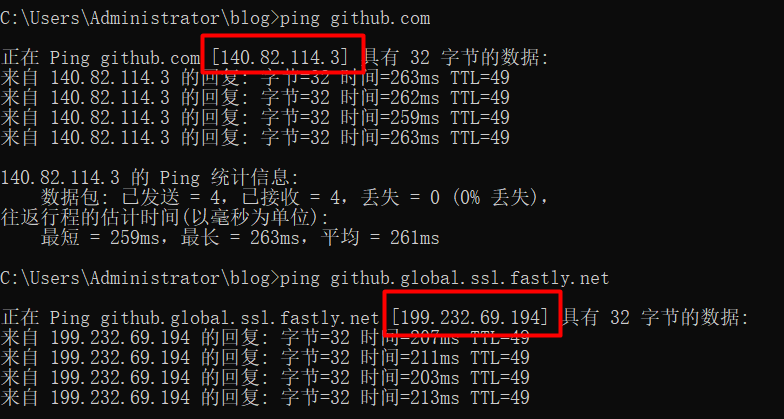 C:\Users\Administrator\blog>ping github.com
正在 Ping github.com [140.82.114.3] 具有 32 字节的数据:
来自 140.82.114.3 的回复: 字节=32 时间=263ms TTL=49
来自 140.82.114.3 的回复: 字节=32 时间=262ms TTL=49
来自 140.82.114.3 的回复: 字节=32 时间=259ms TTL=49
来自 140.82.114.3 的回复: 字节=32 时间=263ms TTL=49
140.82.114.3 的 Ping 统计信息:
数据包: 已发送 = 4，已接收 = 4，丢失 = 0 (0% 丢失)，
往返行程的估计时间(以毫秒为单位):
最短 = 259ms，最长 = 263ms，平均 = 261ms
C:\Users\Administrator\blog>ping github.global.ssl.fastly.net
正在 Ping github.global.ssl.fastly.net [199.232.69.194] 具有 32 字节的数据:
来自 199.232.69.194 的回复: 字节=32 时间=207ms TTL=49
来自 199.232.69.194 的回复: 字节=32 时间=211ms TTL=49
来自 199.232.69.194 的回复: 字节=32 时间=203ms TTL=49
来自 199.232.69.194 的回复: 字节=32 时间=213ms TTL=49